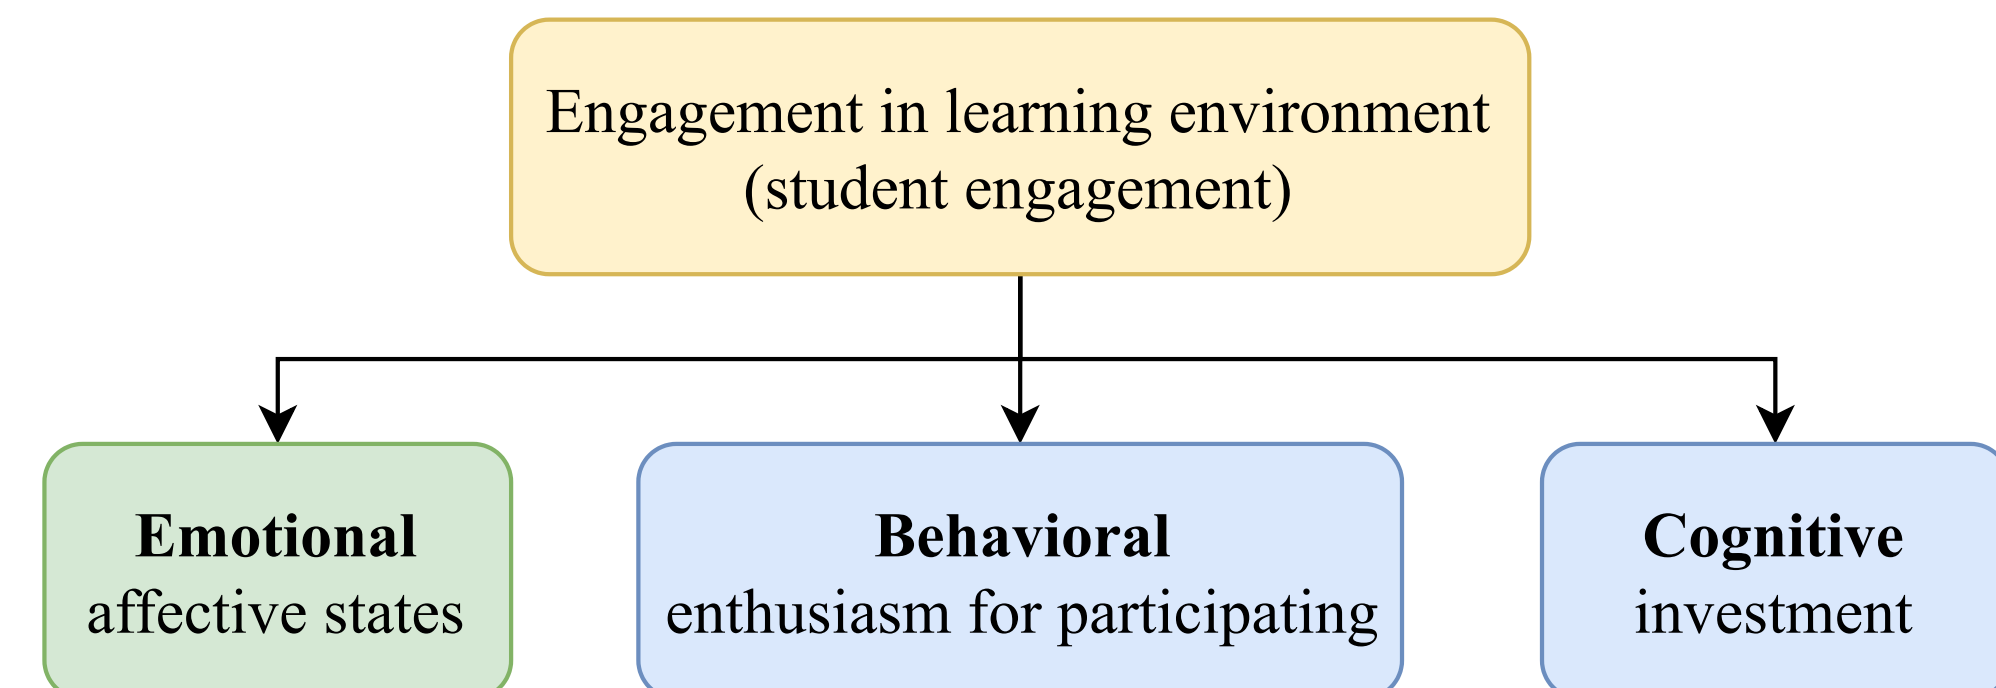 Engagement in learning environment
(student engagement)
Emotional
affective states
Behavioral
enthusiasm for participating
Cognitive
investment